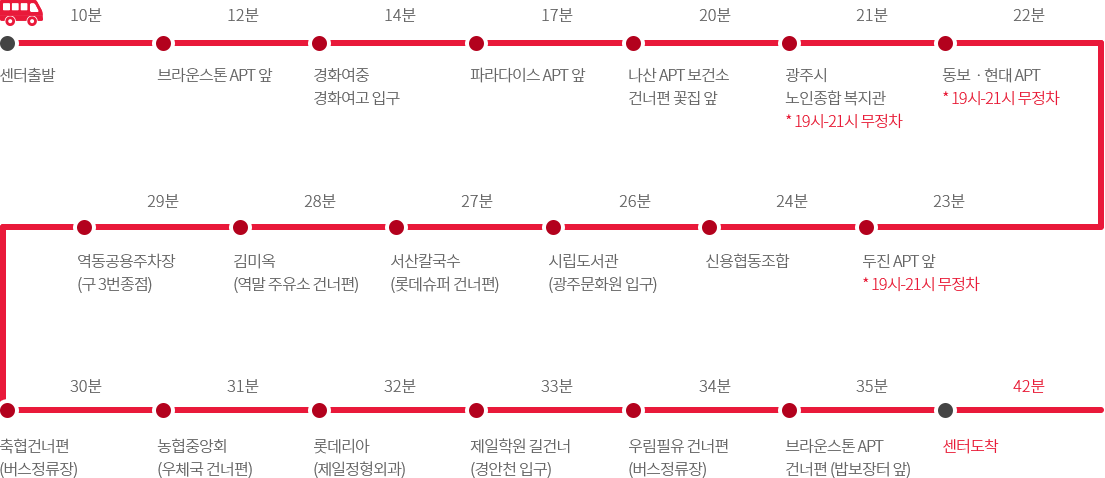 10분 12분 14분 17분 20분 21분 22분
센터출발
브라운스톤 APT 앞
경화여중
경화여고 입구
파라다이스 APT 앞
나산 APT 보건소
건너편 꽃집 앞
광주시
노인종합 복지관
* 19시-21시 무정차
동보 · 현대 APT
* 19시-21시 무정차
29분 28분 27분 26분 24분 23분
역동공용주차장
(구 3번종점)
김미옥
(역말 주유소 건너편)
서산칼국수
(롯데슈퍼 건너편)
시립도서관
(광주문화원 입구)
신용협동조합
두진 APT 앞
* 19시-21시 무정차
30분 31분 32분 33분 34분 35분 42분
축협건너편
(버스정류장)
농협중앙회
(우체국 건너편)
롯데리아
(제일정형외과)
제일학원 길건너
(경안천 입구)
우림필유 건너편
(버스정류장)
브라운스톤 APT
건너편 (밥보장터 앞)
센터도착